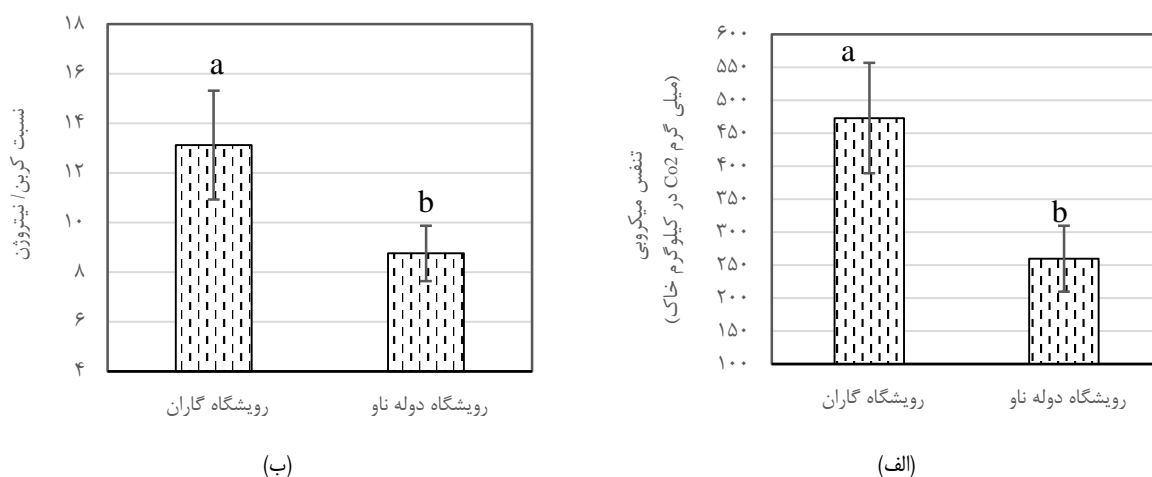 ۱۸
۱۶
۱۴
۱۲
۱۰
۸
۶
۴
نسبت کربن/ نیتروژن
a
b
رویشگاه گاران
رویشگاه دوله ناو
(ب)
۶۰۰
۵۵۰
۵۰۰
۴۵۰
۴۰۰
۳۵۰
۳۰۰
۲۵۰
۲۰۰
۱۵۰
۱۰۰
تنفس میکروبی
(میلی گرم Co2 در کیلوگرم خاک)
a
b
رویشگاه گاران
رویشگاه دوله ناو
(الف)